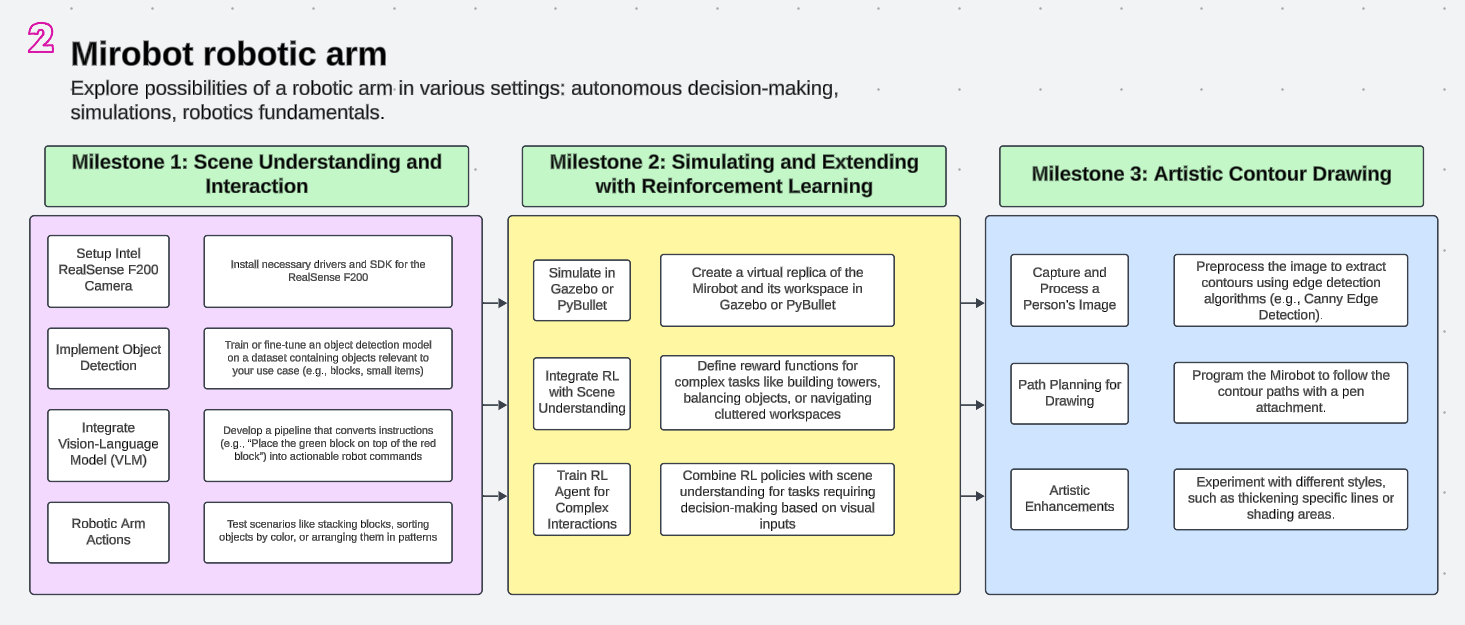 2
Mirobot robotic arm
Explore possibilities of a robotic arm in various settings: autonomous decision-making,
simulations, robotics fundamentals.
Milestone 1: Scene Understanding and
Interaction
Setup Intel
RealSense F200
Camera
Install necessary drivers and SDK for the
RealSense F200
Implement Object
Detection
Train or fine-tune an object detection model
on a dataset containing objects relevant to
your use case (e.g., blocks, small items)
Integrate
Vision-Language
Model (VLM)
Develop a pipeline that converts instructions
(e.g., “Place the green block on top of the red
block”) into actionable robot commands
Robotic Arm
Actions
Test scenarios like stacking blocks, sorting
objects by color, or arranging them in patterns
Milestone 2: Simulating and Extending
with Reinforcement Learning
Simulate in
Gazebo or
PyBullet
Create a virtual replica of the
Mirobot and its workspace in
Gazebo or PyBullet
Integrate RL
with Scene
Understanding
Define reward functions for
complex tasks like building towers,
balancing objects, or navigating
cluttered workspaces
Train RL
Agent for
Complex
Interactions
Combine RL policies with scene
understanding for tasks requiring
decision-making based on visual
inputs
Milestone 3: Artistic Contour Drawing
Capture and
Process a
Person's Image
Preprocess the image to extract
contours using edge detection
algorithms (e.g., Canny Edge
Detection).
Path Planning for
Drawing
Program the Mirobot to follow the
contour paths with a pen
attachment.
Artistic
Enhancements
Experiment with different styles,
such as thickening specific lines or
shading areas.